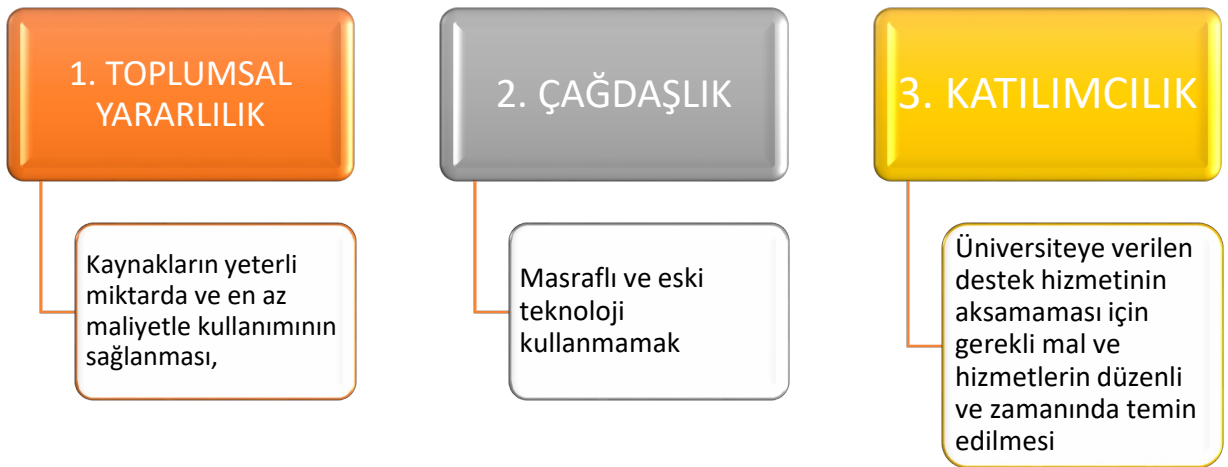 1. TOPLUMSAL
YARARLILIK
Kaynakların yeterli
miktarda ve en az
maliyetle kullanımının
sağlanması,
2. ÇAĞDAŞLIK
Masraflı ve eski
teknoloji
kullanmamak
3. KATILIMCILIK
Üniversiteye verilen
destek hizmetinin
aksamaması için
gerekli mal ve
hizmetlerin düzenli
ve zamanında temin
edilmesi